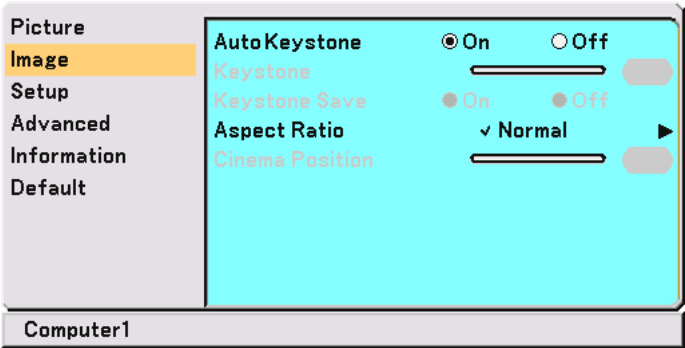 Picture
Image
Setup
Advanced
Information
Default
Auto Keystone On Off
Keystone
Keystone Save On Off
Aspect Ratio ✓ Normal ▶
Cinema Position
Computer1